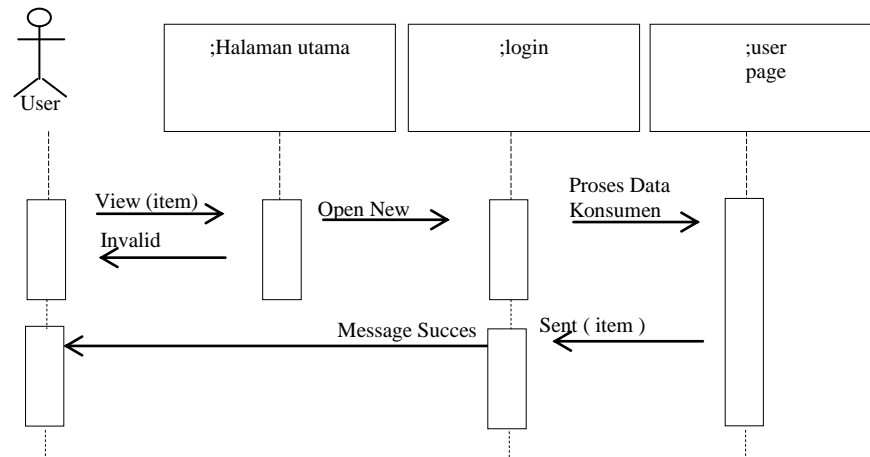 ;Halaman utama
;login
;user
page
User
View (item)
Open New
Proses Data
Konsumen
Invalid
Message Succes
Sent ( item )